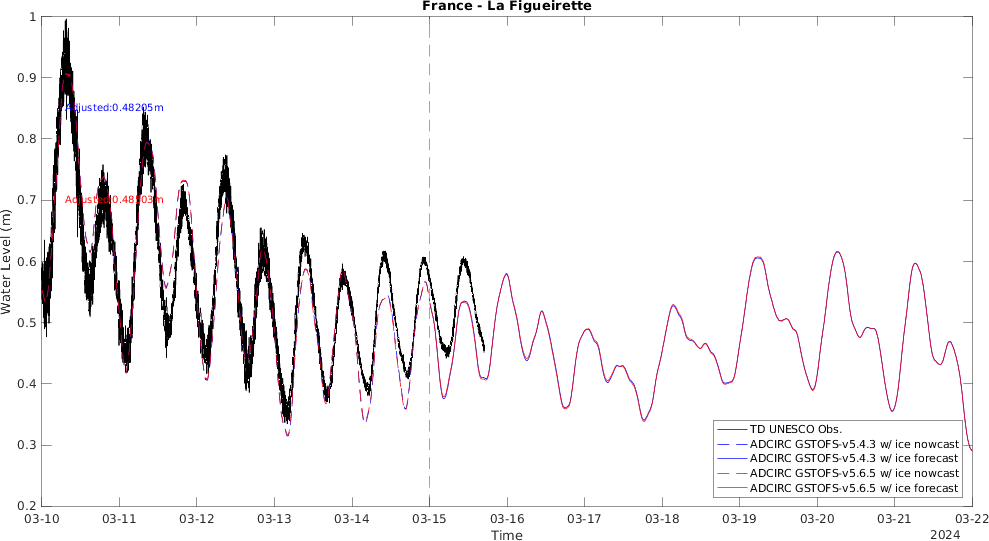 France - La Figueirette
1
0.9
0.8
0.7
0.6
0.5
0.4
0.3
0.2
Water Level (m)
Adjusted:0.48205m
Adjusted:0.48503m
TD UNESCO Obs.
ADCIRC GSTOFS-v5.4.3 w/ ice nowcast
ADCIRC GSTOFS-v5.4.3 w/ ice forecast
ADCIRC GSTOFS-v5.6.5 w/ ice nowcast
ADCIRC GSTOFS-v5.6.5 w/ ice forecast
03-10 03-11 03-12 03-13 03-14 03-15 03-16 03-17 03-18 03-19 03-20 03-21 03-22
Time
2024